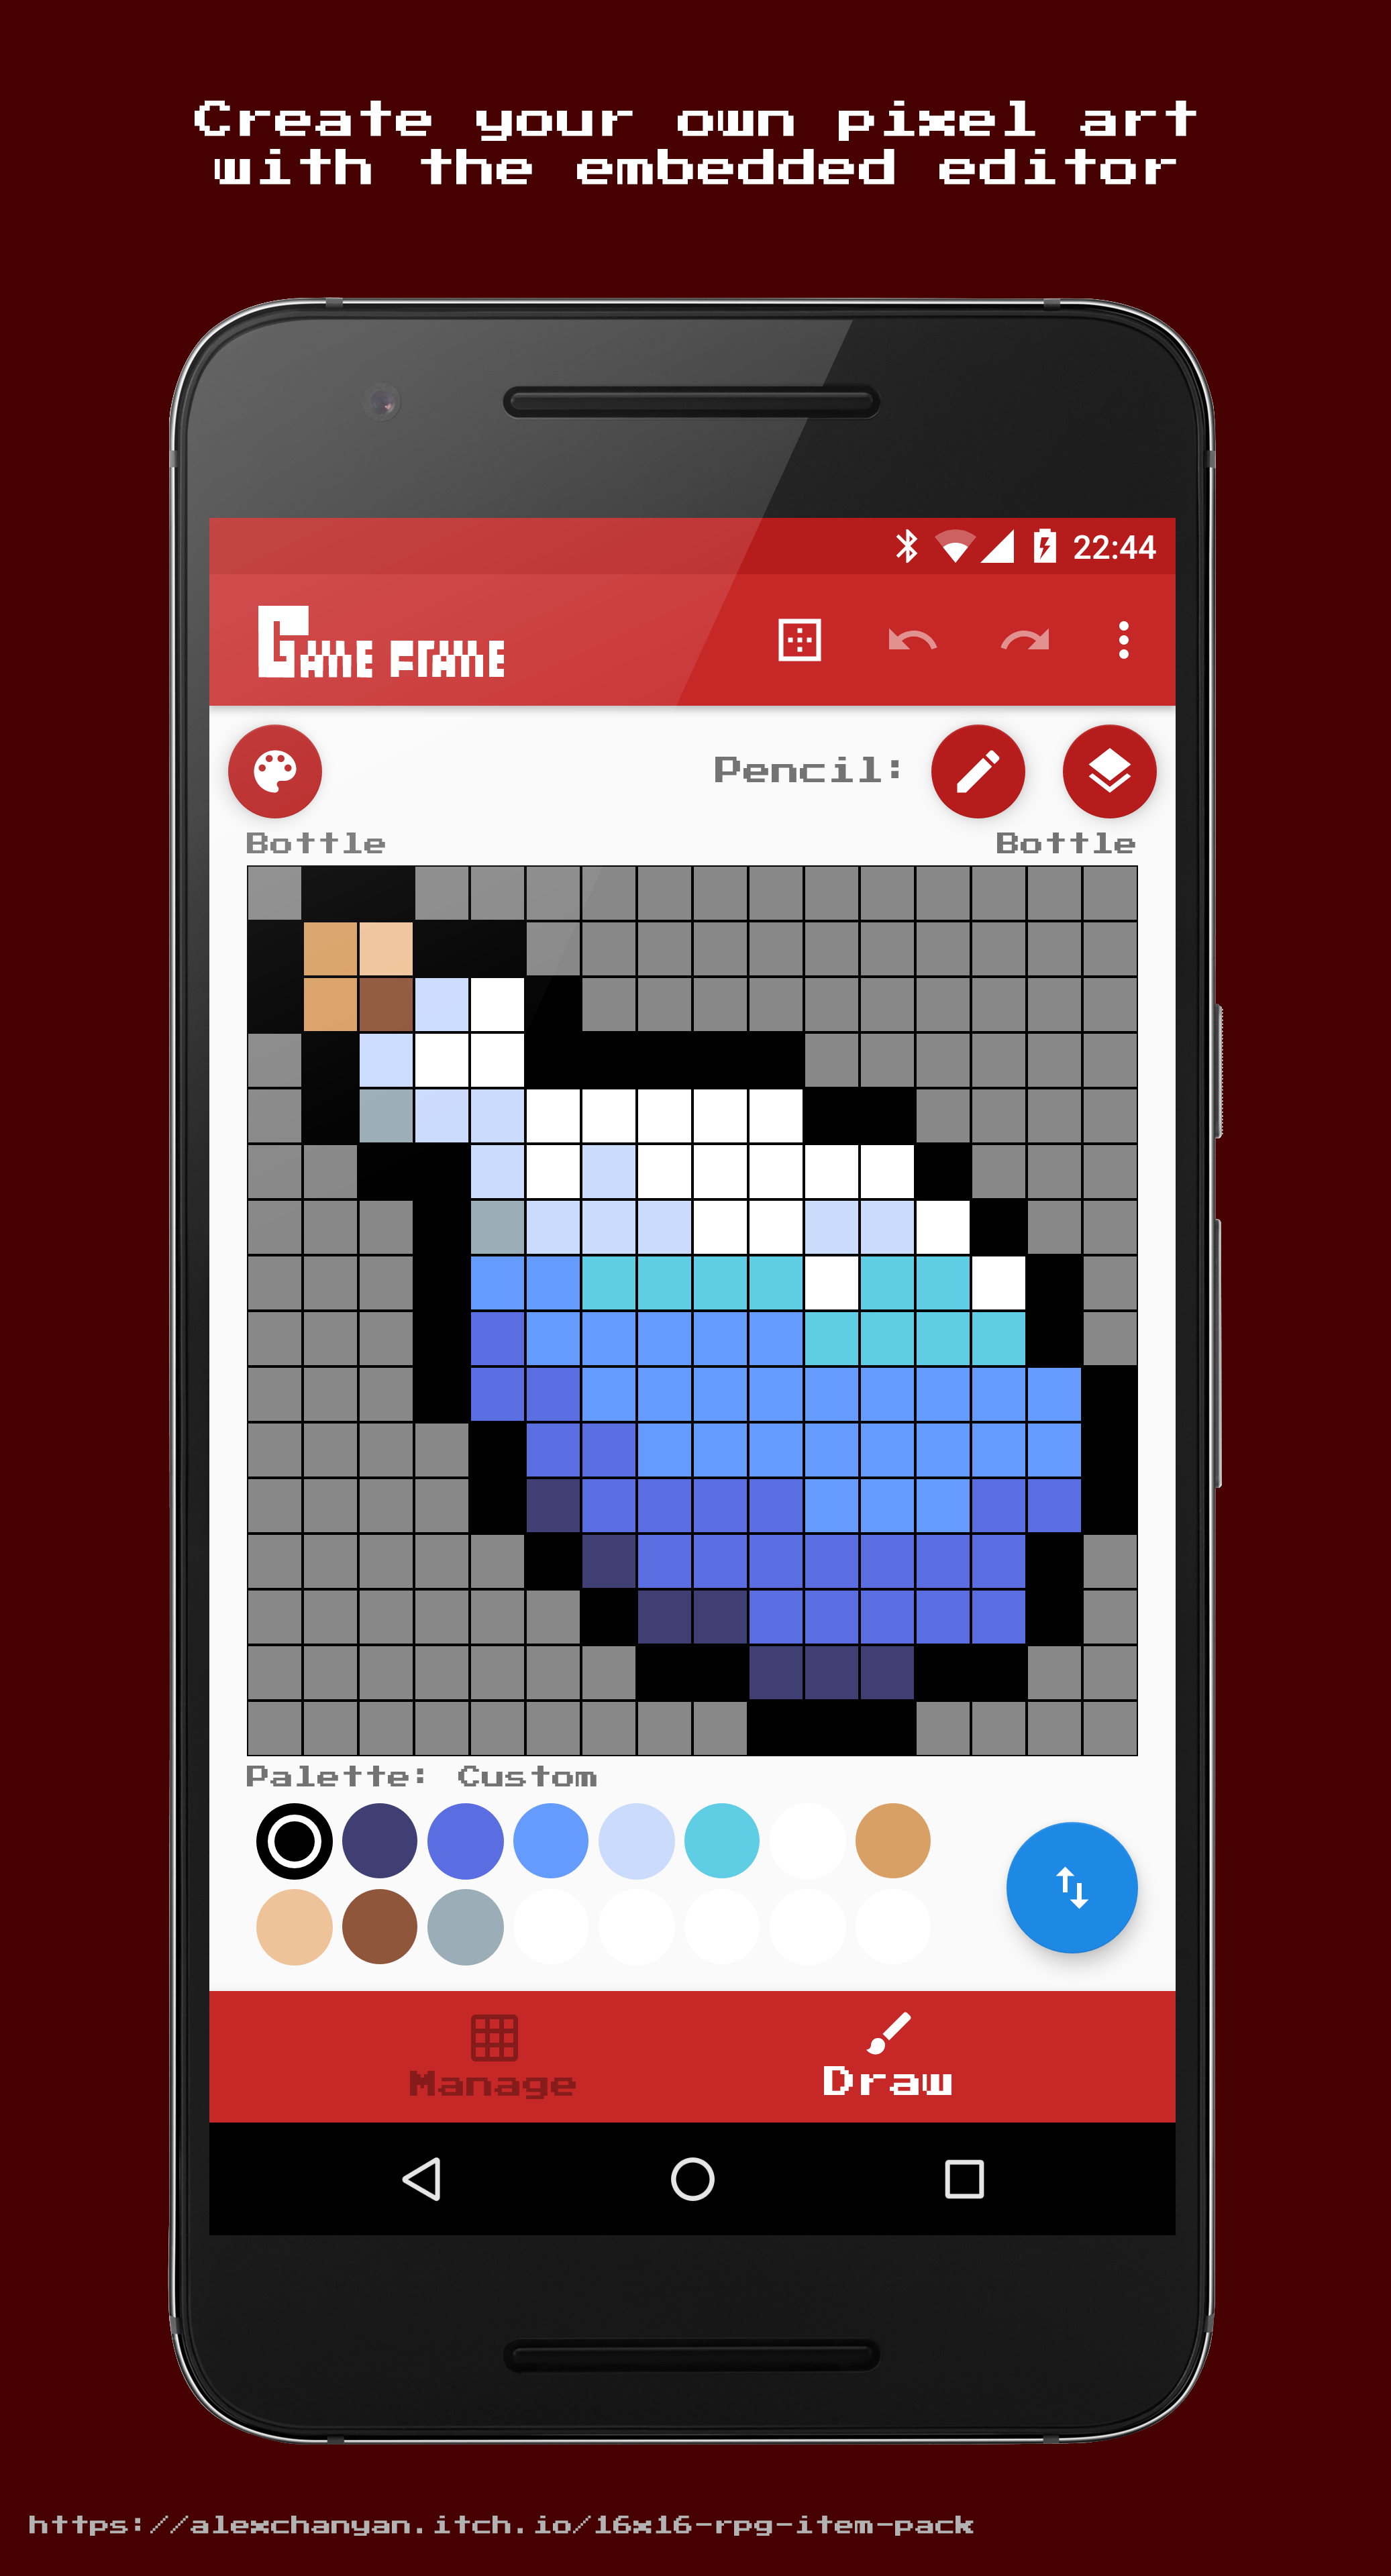 Create your own pixel art
with the embedded editor
22:44
GAME FRAME
Pencil:
Bottle
Bottle
Palette: Custom
Manage
Draw
https://alexchanyan.itch.io/16x16-rpg-item-pack